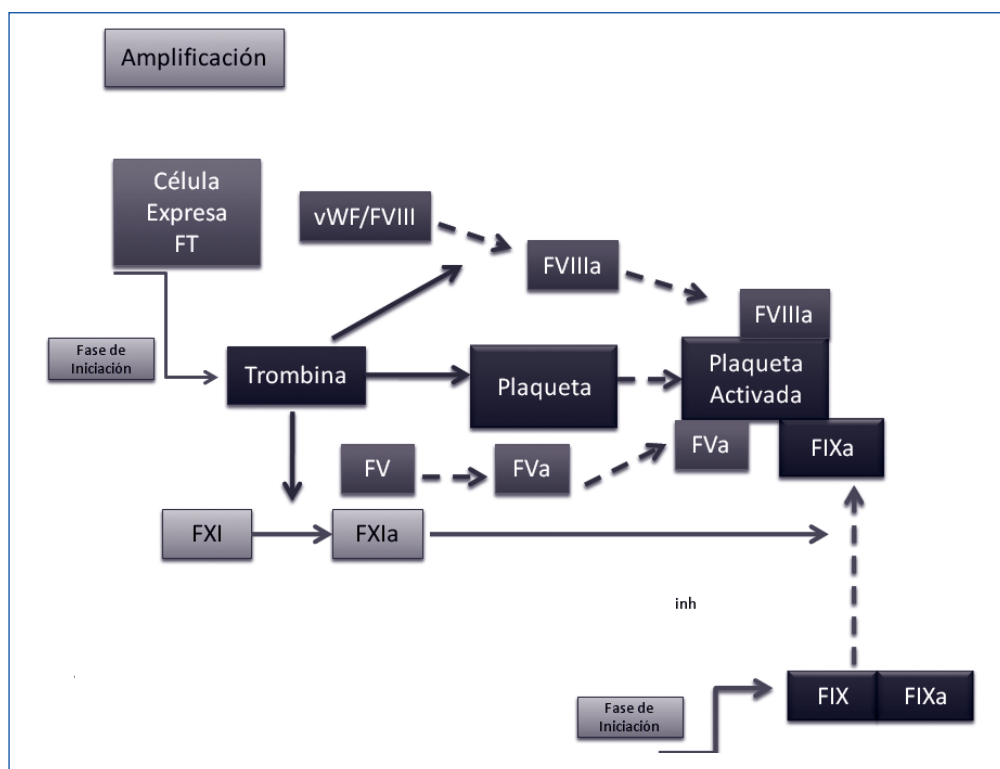 Amplificación
Célula
Expresa
FT
vWF/FVIII
FVIIIa
FVIIIa
Fase de
Iniciación
Trombina
Plaqueta
Plaqueta
Activada
FV
FVa
FVa
FIXa
FXI
FXIa
inh
Fase de
Iniciación
FIX
FIXa